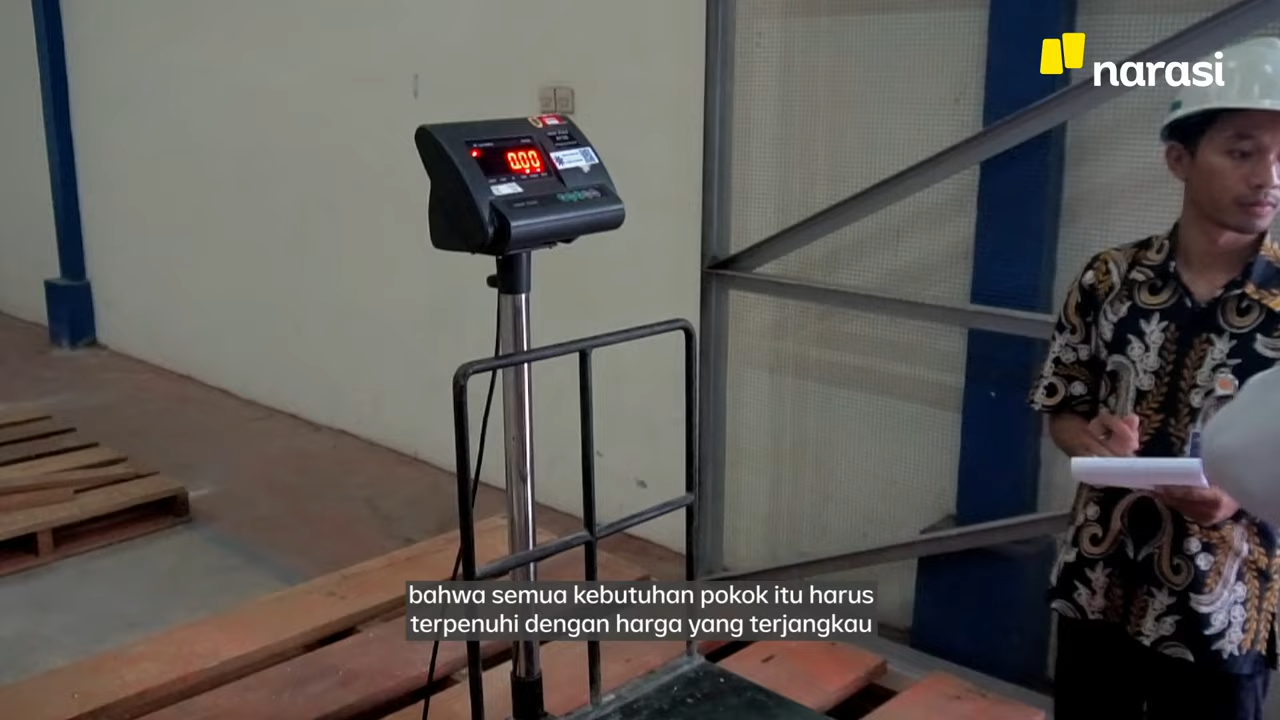 narasi
0.00
bahwa semua kebutuhan pokok itu harus
terpenuhi dengan harga yang terjangkau